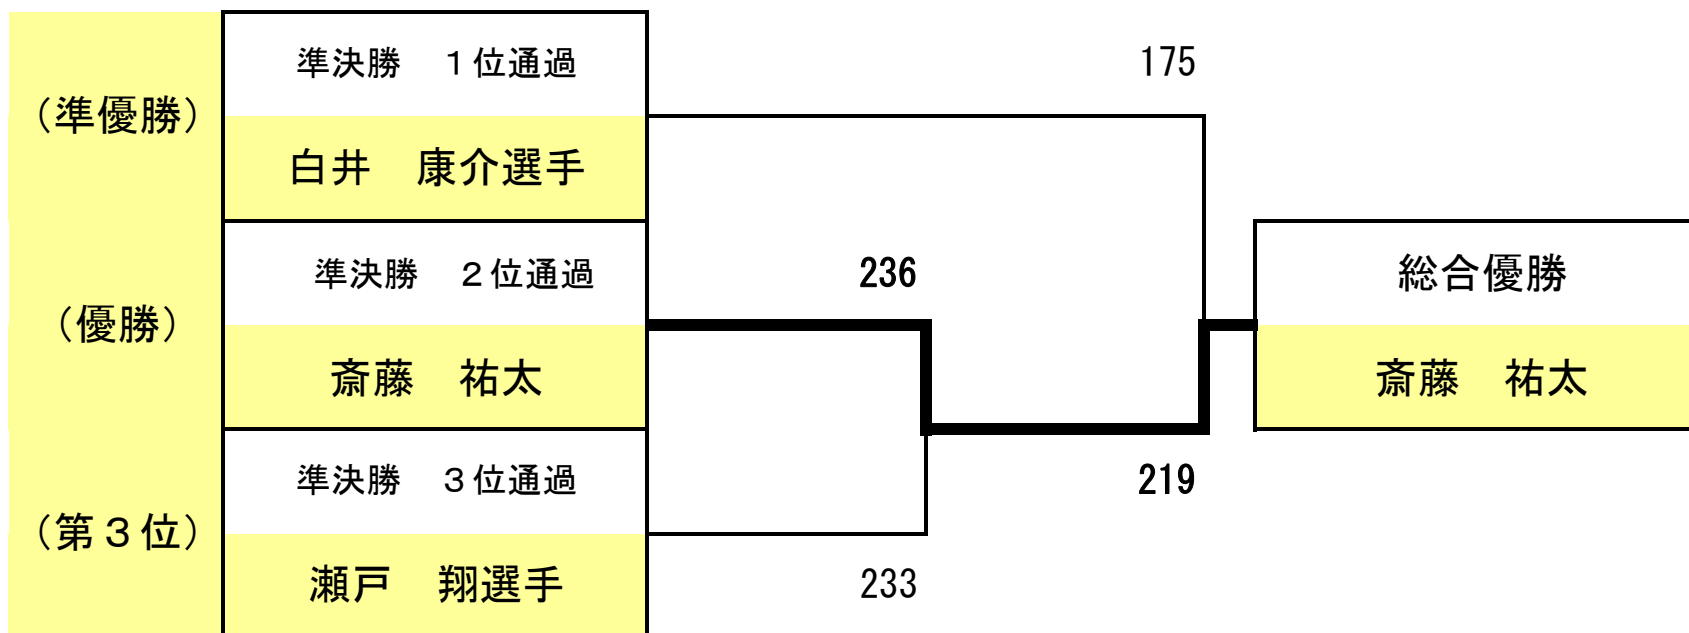 準決勝　１位通過
175
（準優勝）
白井　康介選手
準決勝　２位通過
236
総合優勝
（優勝）
斎藤　祐太
斎藤　祐太
準決勝　３位通過
219
（第３位）
瀬戸　翔選手
233